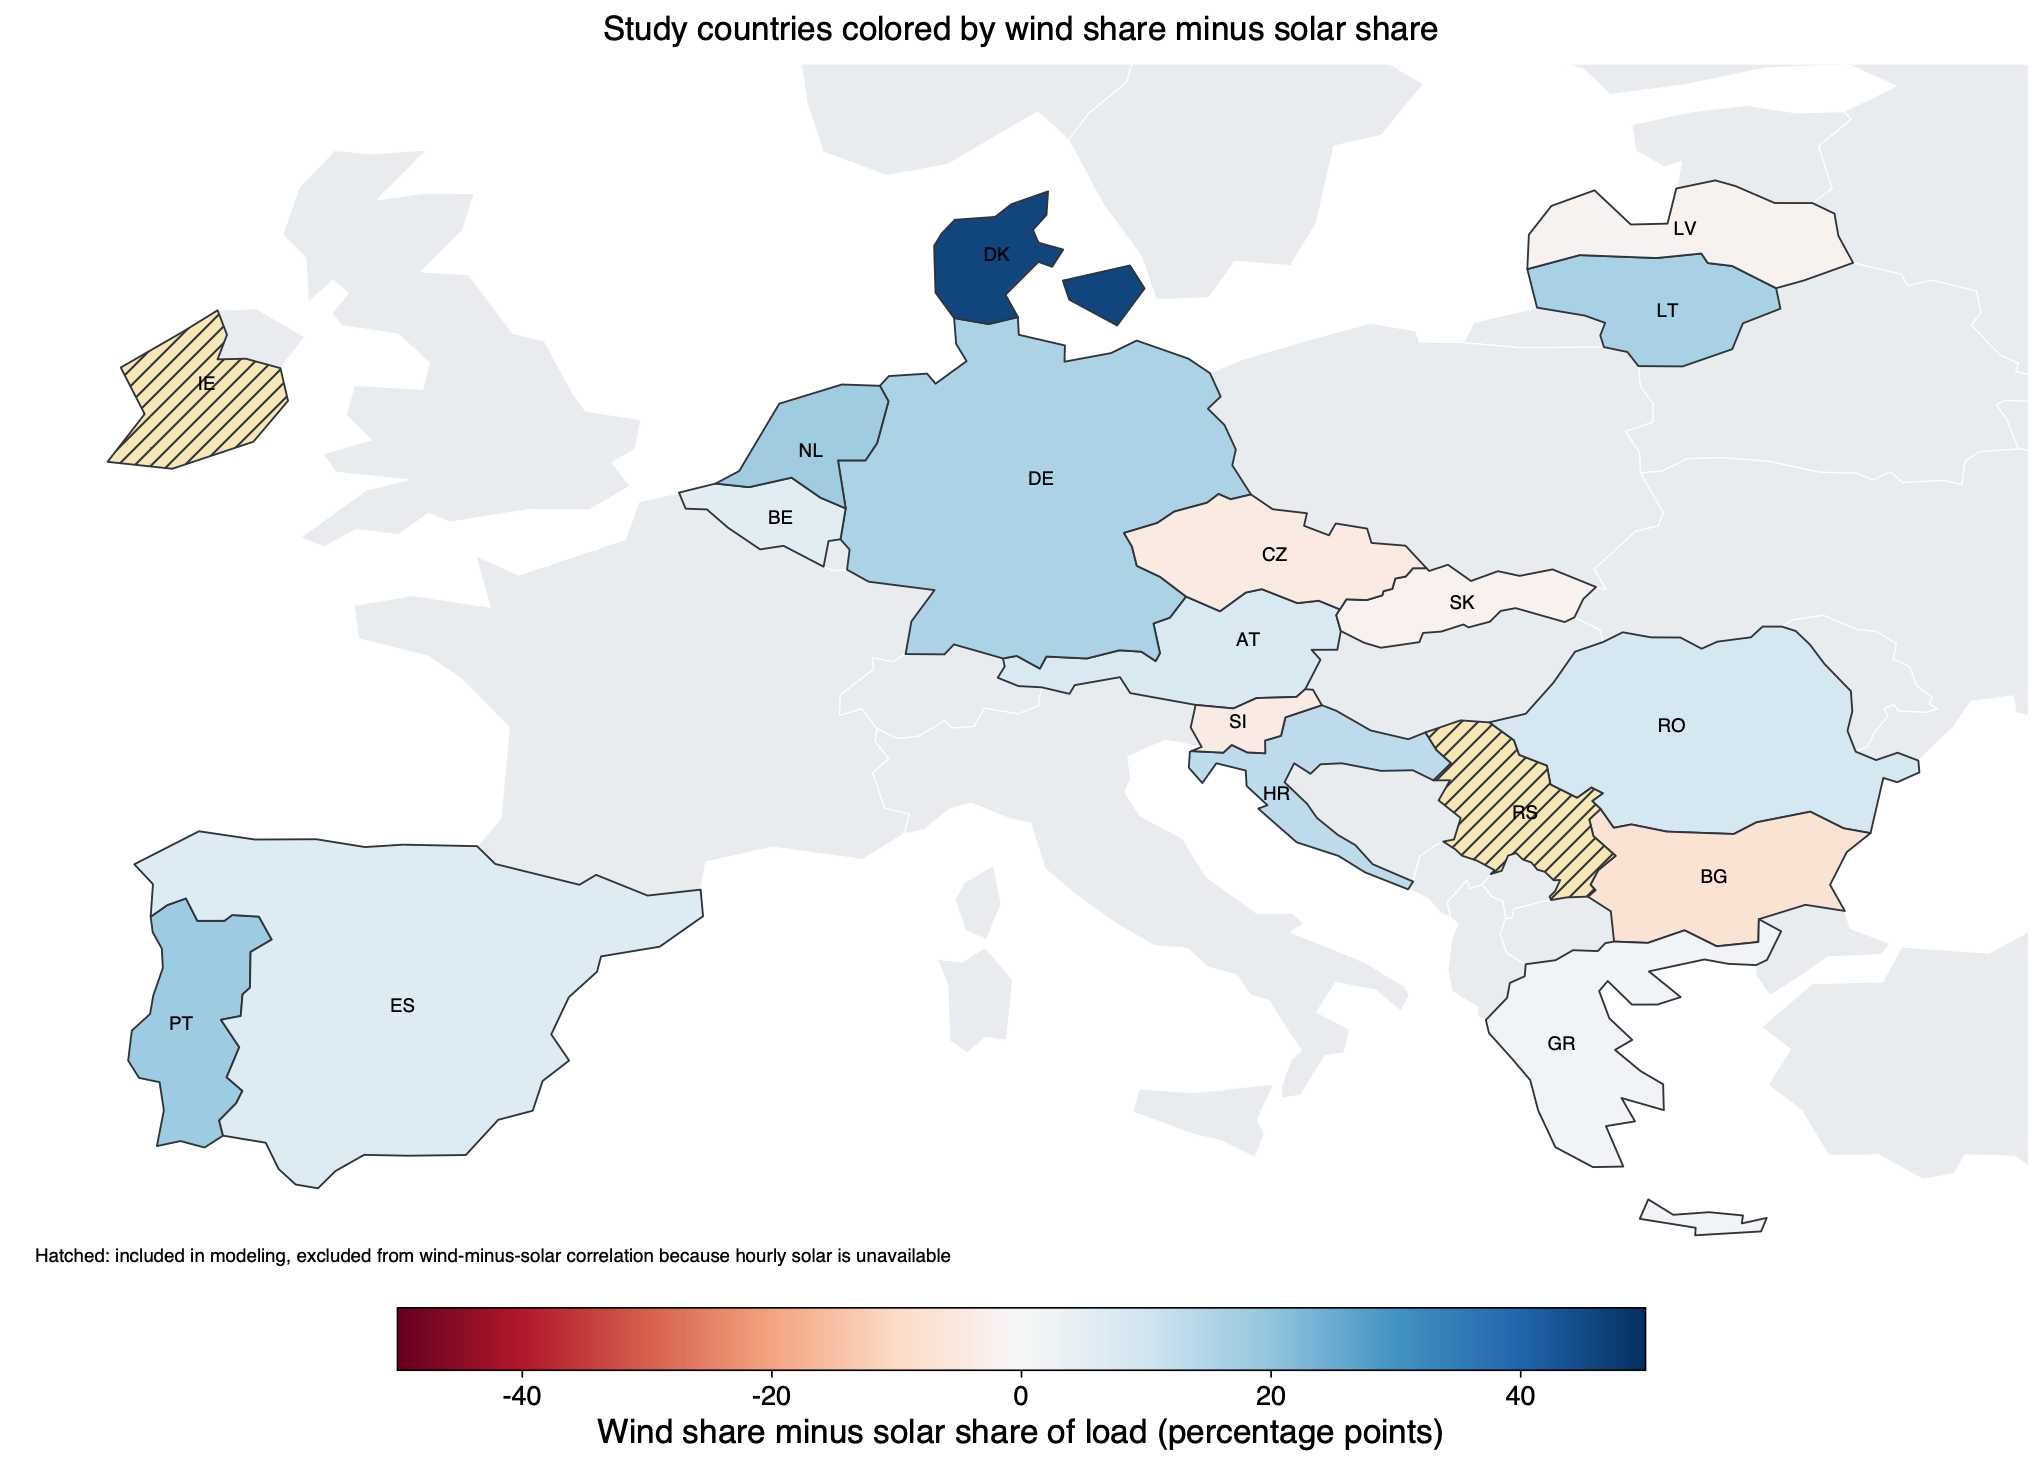 Study countries colored by wind share minus solar share
LV
DK
LT
IE
NL
DE
BE
CZ
SK
AT
SI
RO
HR
RS
BG
ES
PT
GR
Hatched: included in modeling, excluded from wind-minus-solar correlation because hourly solar is unavailable
-40 -20 0 20 40
Wind share minus solar share of load (percentage points)